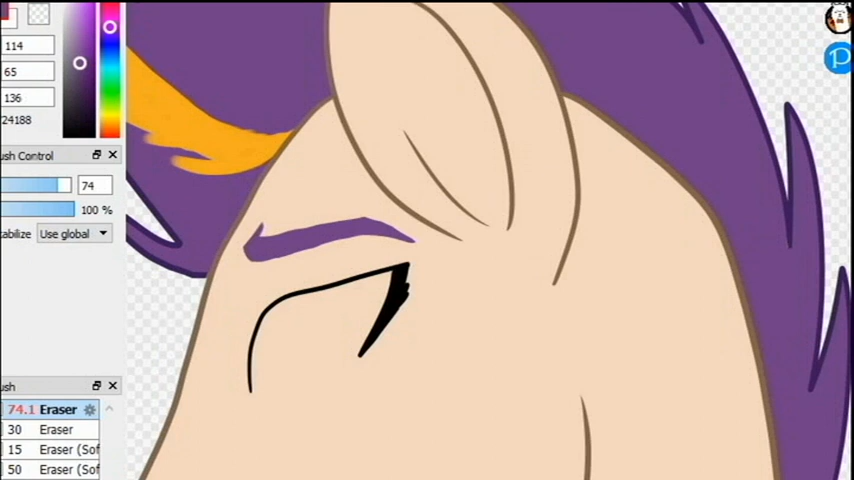 114
65
136
24188
ush Control
74
100 %
tabilize Use global
ush
74.1 Eraser
30 Eraser
15 Eraser (Sof
50 Eraser (Sof